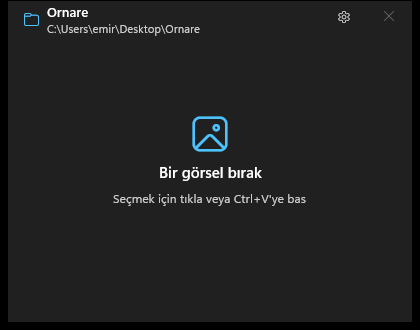 Ornare
C:\Users\emir\Desktop\Ornare
Bir görsel bırak
Seçmek için tıkla veya Ctrl+V'ye bas